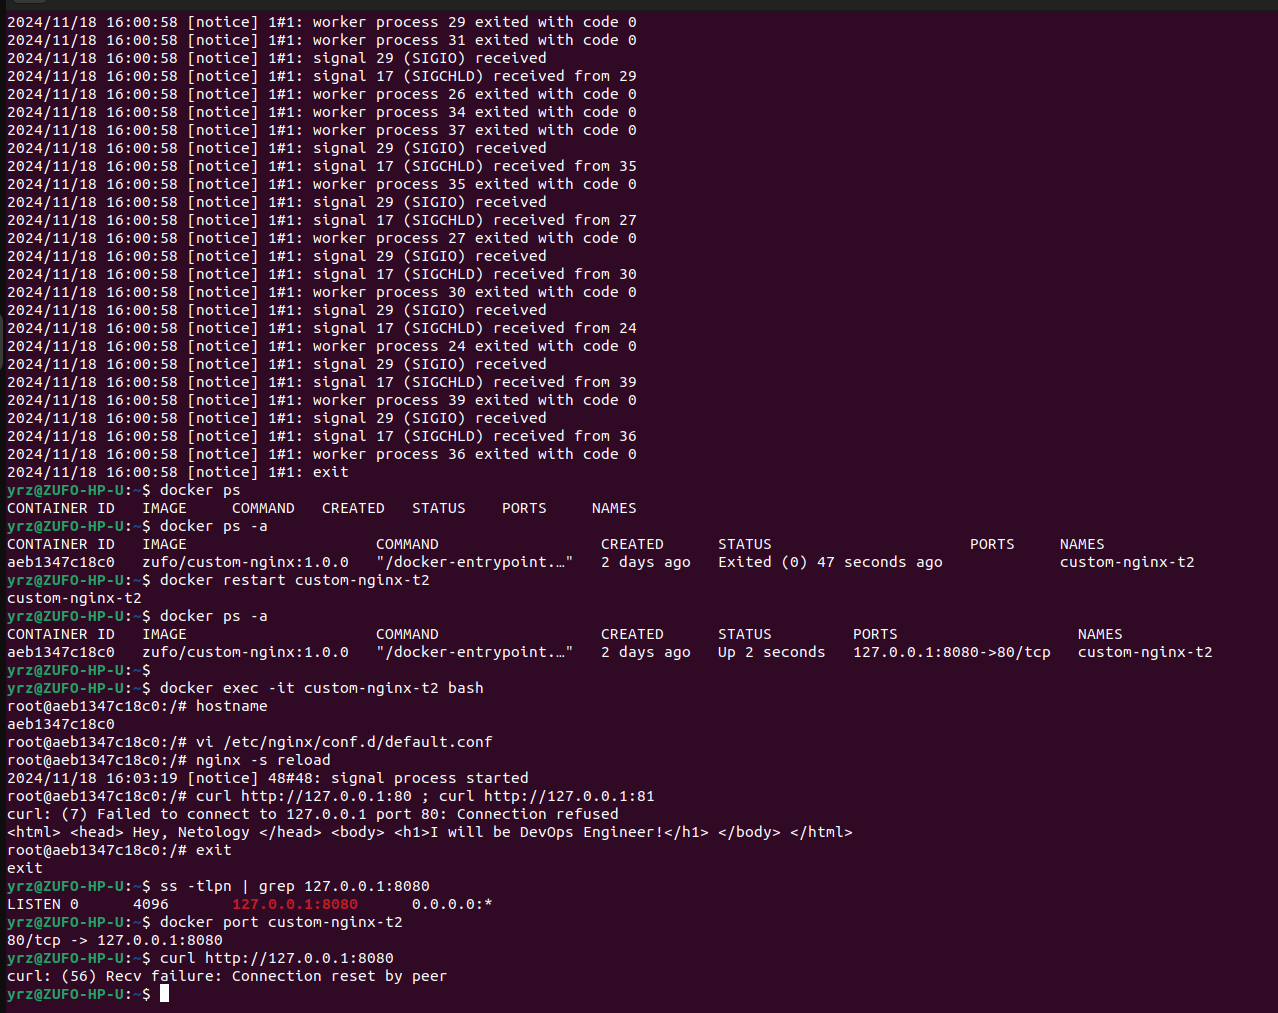 2024/11/18 16:00:58 [notice] 1#1: worker process 29 exited with code 0
2024/11/18 16:00:58 [notice] 1#1: worker process 31 exited with code 0
2024/11/18 16:00:58 [notice] 1#1: signal 29 (SIGIO) received
2024/11/18 16:00:58 [notice] 1#1: signal 17 (SIGCHLD) received from 29
2024/11/18 16:00:58 [notice] 1#1: worker process 26 exited with code 0
2024/11/18 16:00:58 [notice] 1#1: worker process 34 exited with code 0
2024/11/18 16:00:58 [notice] 1#1: worker process 37 exited with code 0
2024/11/18 16:00:58 [notice] 1#1: signal 29 (SIGIO) received
2024/11/18 16:00:58 [notice] 1#1: signal 17 (SIGCHLD) received from 35
2024/11/18 16:00:58 [notice] 1#1: worker process 35 exited with code 0
2024/11/18 16:00:58 [notice] 1#1: signal 29 (SIGIO) received
2024/11/18 16:00:58 [notice] 1#1: signal 17 (SIGCHLD) received from 27
2024/11/18 16:00:58 [notice] 1#1: worker process 27 exited with code 0
2024/11/18 16:00:58 [notice] 1#1: signal 29 (SIGIO) received
2024/11/18 16:00:58 [notice] 1#1: signal 17 (SIGCHLD) received from 30
2024/11/18 16:00:58 [notice] 1#1: worker process 30 exited with code 0
2024/11/18 16:00:58 [notice] 1#1: signal 29 (SIGIO) received
2024/11/18 16:00:58 [notice] 1#1: signal 17 (SIGCHLD) received from 24
2024/11/18 16:00:58 [notice] 1#1: worker process 24 exited with code 0
2024/11/18 16:00:58 [notice] 1#1: signal 29 (SIGIO) received
2024/11/18 16:00:58 [notice] 1#1: signal 17 (SIGCHLD) received from 39
2024/11/18 16:00:58 [notice] 1#1: worker process 39 exited with code 0
2024/11/18 16:00:58 [notice] 1#1: signal 29 (SIGIO) received
2024/11/18 16:00:58 [notice] 1#1: signal 17 (SIGCHLD) received from 36
2024/11/18 16:00:58 [notice] 1#1: worker process 36 exited with code 0
2024/11/18 16:00:58 [notice] 1#1: exit
yrz@ZUFO-HP-U:~$ docker ps
CONTAINER ID   IMAGE     COMMAND   CREATED   STATUS    PORTS     NAMES
yrz@ZUFO-HP-U:~$ docker ps -a
CONTAINER ID   IMAGE                     COMMAND                  CREATED      STATUS                      PORTS     NAMES
aeb1347c18c0   zufo/custom-nginx:1.0.0   "/docker-entrypoint.…"   2 days ago   Exited (0) 47 seconds ago             custom-nginx-t2
yrz@ZUFO-HP-U:~$ docker restart custom-nginx-t2
custom-nginx-t2
yrz@ZUFO-HP-U:~$ docker ps -a
CONTAINER ID   IMAGE                     COMMAND                  CREATED      STATUS         PORTS                    NAMES
aeb1347c18c0   zufo/custom-nginx:1.0.0   "/docker-entrypoint.…"   2 days ago   Up 2 seconds   127.0.0.1:8080->80/tcp   custom-nginx-t2
yrz@ZUFO-HP-U:~$
yrz@ZUFO-HP-U:~$ docker exec -it custom-nginx-t2 bash
root@aeb1347c18c0:/# hostname
aeb1347c18c0
root@aeb1347c18c0:/# vi /etc/nginx/conf.d/default.conf
root@aeb1347c18c0:/# nginx -s reload
2024/11/18 16:03:19 [notice] 48#48: signal process started
root@aeb1347c18c0:/# curl http://127.0.0.1:80 ; curl http://127.0.0.1:81
curl: (7) Failed to connect to 127.0.0.1 port 80: Connection refused
<html> <head> Hey, Netology </head> <body> <h1>I will be DevOps Engineer!</h1> </body> </html>
root@aeb1347c18c0:/# exit
exit
yrz@ZUFO-HP-U:~$ ss -tlpn | grep 127.0.0.1:8080
LISTEN 0      4096       127.0.0.1:8080      0.0.0.0:*
yrz@ZUFO-HP-U:~$ docker port custom-nginx-t2
80/tcp -> 127.0.0.1:8080
yrz@ZUFO-HP-U:~$ curl http://127.0.0.1:8080
curl: (56) Recv failure: Connection reset by peer
yrz@ZUFO-HP-U:~$